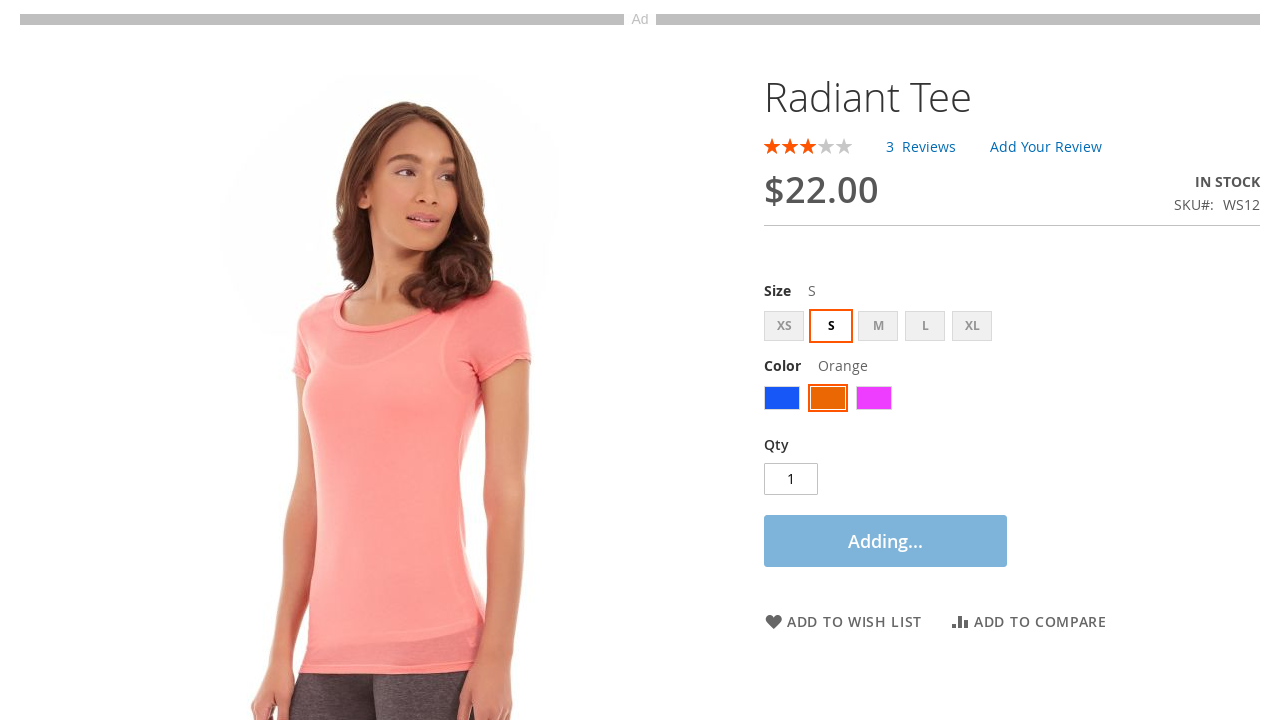 Ad
Radiant Tee
3 Reviews Add Your Review
$22.00
IN STOCK
SKU#: WS12
Size S
XS S M L XL
Color Orange
Qty
1
Adding...
ADD TO WISH LIST ADD TO COMPARE